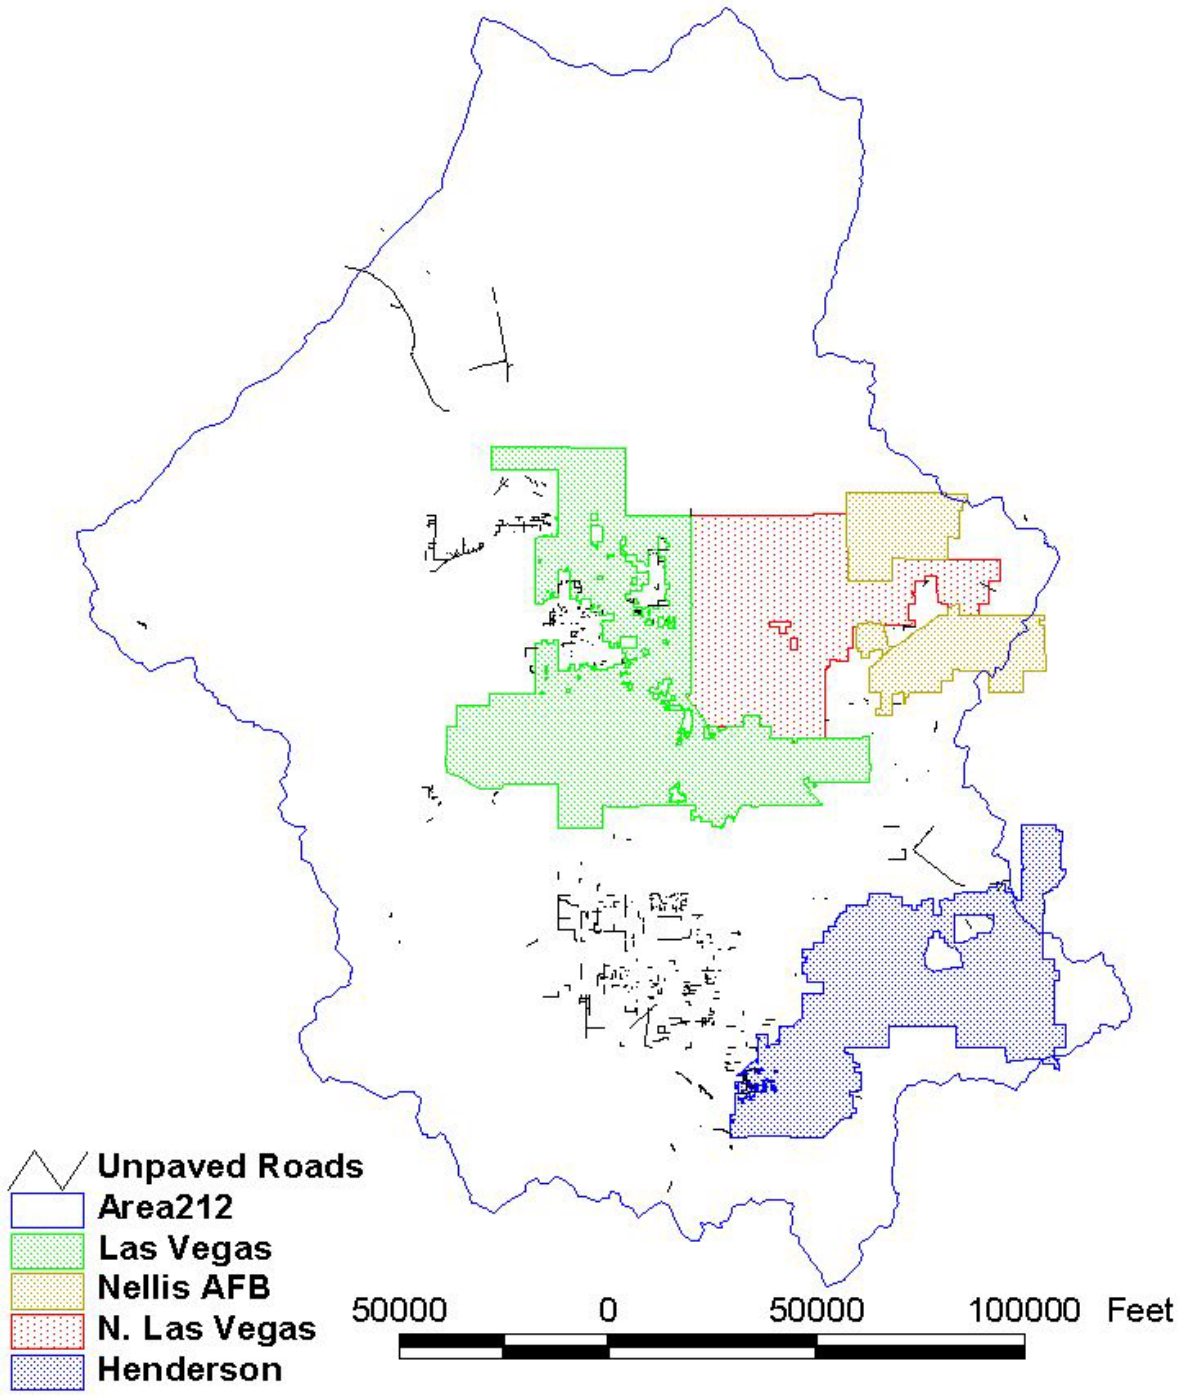 Unpaved Roads
Area212
Las Vegas
Nellis AFB
N. Las Vegas
Henderson
50000 0 50000 100000 Feet